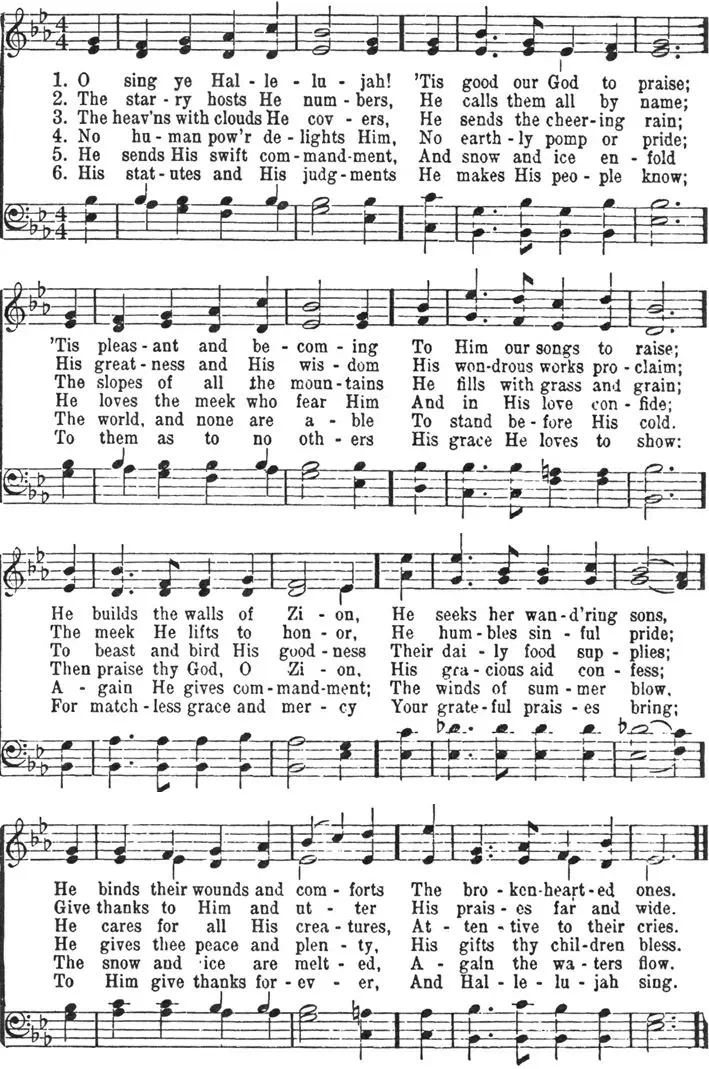 4 4
1. O sing ye Hal - le - lu - jah! 'Tis good our God to praise;
2. The star - ry hosts He num - bers, He calls them all by name;
3. The heav'ns with clouds He cov - ers, He sends the cheer - ing rain;
4. No hu - man pow'r de - lights Him, No earth - ly pomp or pride;
5. He sends His swift com - mand - ment, And snow and ice en - fold
6. His stat - utes and His judg - ments He makes His peo - ple know;
4 4
'Tis pleas - ant and be - com - ing To Him our songs to raise;
His great - ness and His wis - dom His won - drous works pro - claim;
The slopes of all the moun - tains He fills with grass and grain;
He loves the meek who fear Him And in His love con - fide;
The world, and none are a - ble To stand be - fore His cold.
To them as to no oth - ers His grace He loves to show:
He builds the walls of Zi - on, He seeks her wand'ring sons,
The meek He lifts to hon - or, He hum - bles sin - ful pride;
To beast and bird His good - ness Their dai - ly food sup - plies;
Then praise thy God, O Zi - on, His gra - cious aid con - fess;
A - gain He gives com - mand - ment; The winds of sum - mer blow,
For match - less grace and mer - cy Your grate - ful prais - es bring;
He binds their wounds and com - forts The bro - ken - heart - ed ones.
Give thanks to Him and ut - ter His prais - es far and wide.
He cares for all His crea - tures, At - ten - tive to their cries.
He gives thee peace and plen - ty, His gifts thy chil - dren bless.
The snow and ice are melt - ed, A - gain the wa - ters flow.
To Him give thanks for - ev - er, And Hal - le - lu - jah sing.